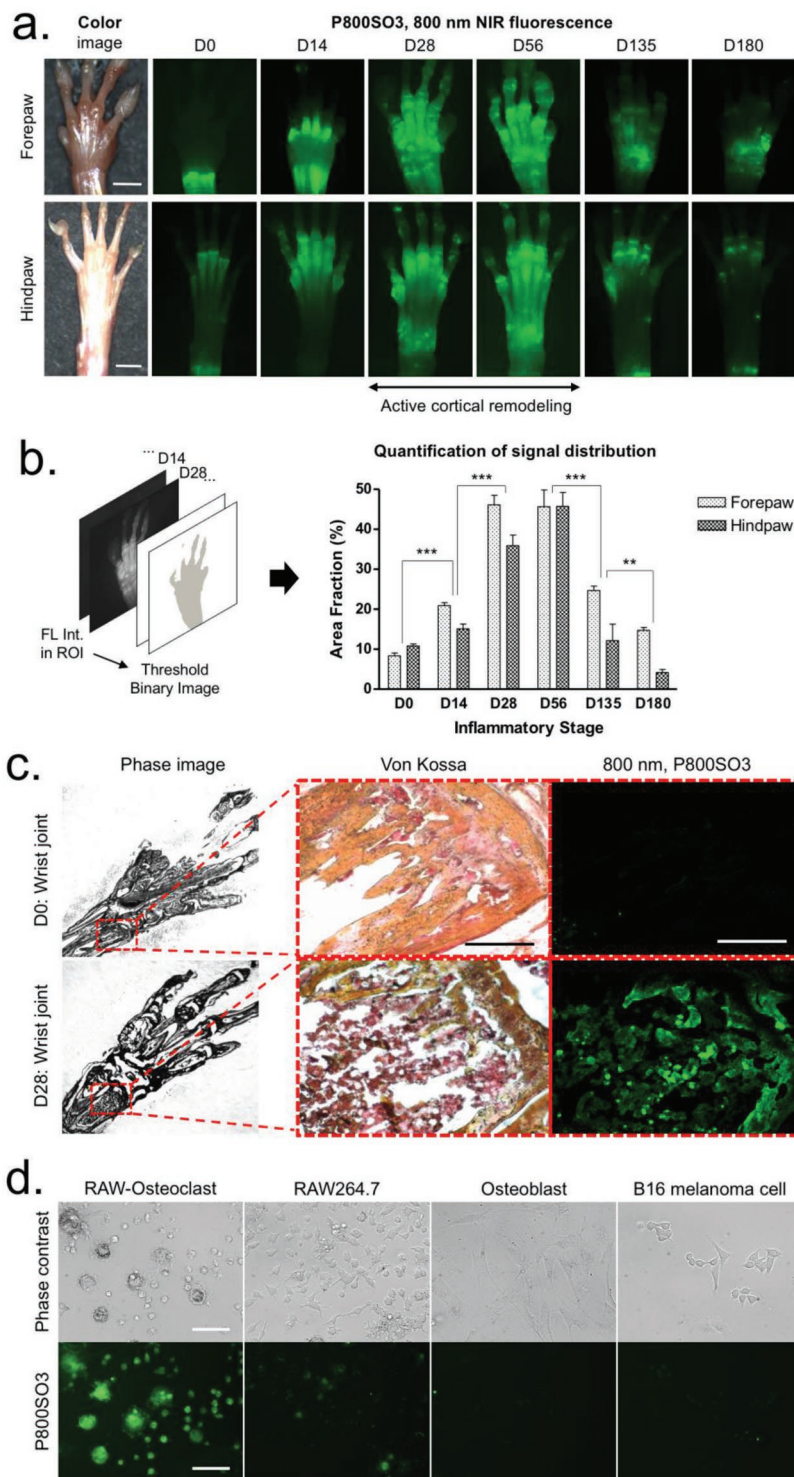 a.
Color
image
P800SO3, 800 nm NIR fluorescence
D0 D14 D28 D56 D135 D180
Forepaw
Hindpaw
Active cortical remodeling
b.
... D14
D28...
FL Int.
in ROI
Threshold
Binary Image
Quantification of signal distribution
Area Fraction (%)
50
40
30
20
10
0
*** *** *** **
Forepaw
Hindpaw
D0 D14 D28 D56 D135 D180
Inflammatory Stage
c.
Phase image Von Kossa 800 nm, P800SO3
D0: Wrist joint
D28: Wrist joint
d.
RAW-Osteoclast RAW264.7 Osteoblast B16 melanoma cell
Phase contrast
P800SO3